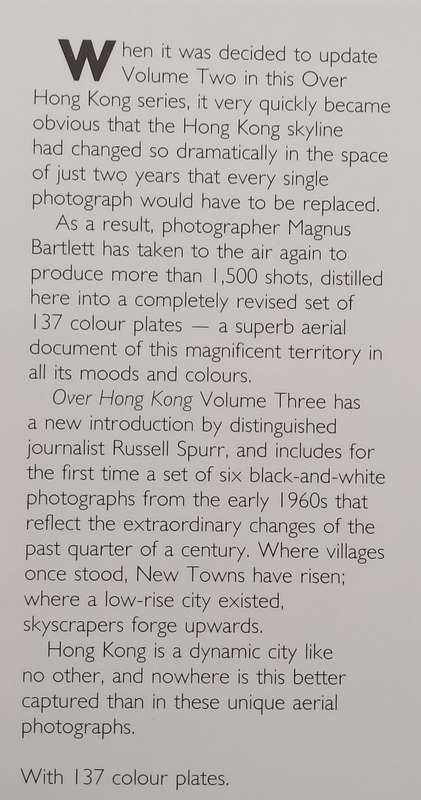 When it was decided to update
Volume Two in this Over
Hong Kong series, it very quickly became
obvious that the Hong Kong skyline
had changed so dramatically in the space
of just two years that every single
photograph would have to be replaced.
As a result, photographer Magnus
Bartlett has taken to the air again to
produce more than 1,500 shots, distilled
here into a completely revised set of
137 colour plates — a superb aerial
document of this magnificent territory in
all its moods and colours.
Over Hong Kong Volume Three has
a new introduction by distinguished
journalist Russell Spurr, and includes for
the first time a set of six black-and-white
photographs from the early 1960s that
reflect the extraordinary changes of the
past quarter of a century. Where villages
once stood, New Towns have risen;
where a low-rise city existed,
skyscrapers forge upwards.
Hong Kong is a dynamic city like
no other, and nowhere is this better
captured than in these unique aerial
photographs.
With 137 colour plates.